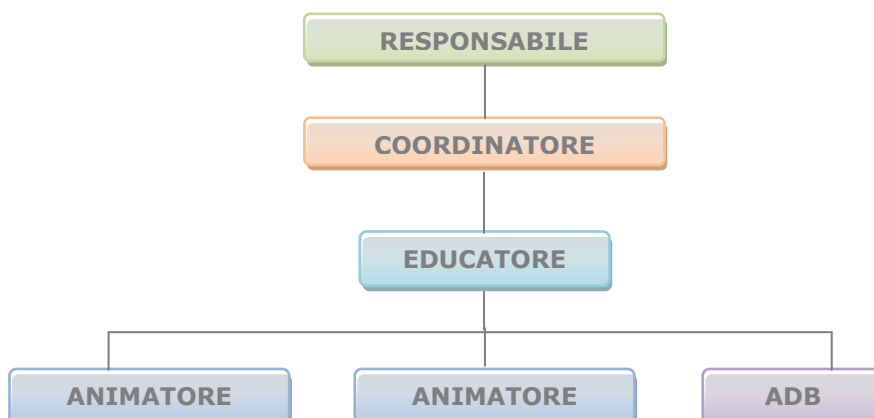 RESPONSABILE
COORDINATORE
EDUCATORE
ANIMATORE ANIMATORE ADB